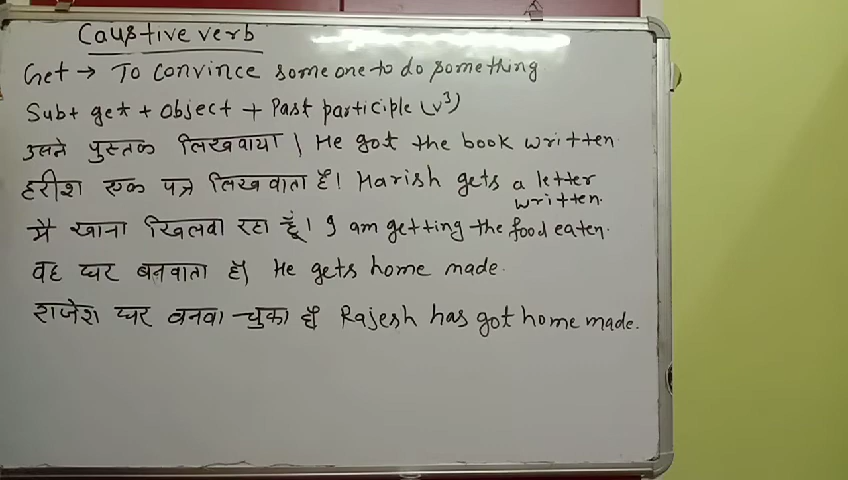 Caustive verb
Get → To convince someone to do something
Sub+ get + object + Past participle (v³)
उसने पुस्तक लिखवाया | He got the book written
हरीश एक पत्र लिखवाता है। Harish gets a letter written.
मै खाना खिलवा रहा हूँ। I am getting the food eaten.
वह घर बनवाता है| He gets home made.
राजेश घर बनवा चुका है Rajesh has got home made.